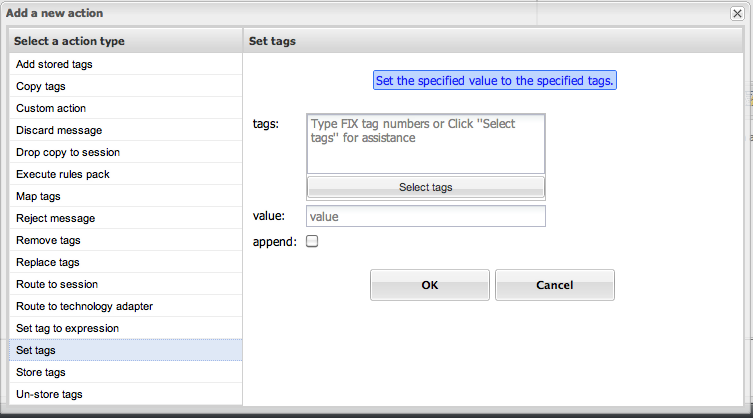 Add a new action
Select a action type
Add stored tags
Copy tags
Custom action
Discard message
Drop copy to session
Execute rules pack
Map tags
Reject message
Remove tags
Replace tags
Route to session
Route to technology adapter
Set tag to expression
Set tags
Store tags
Un-store tags
Set tags
Set the specified value to the specified tags.
tags:
Type FIX tag numbers or Click "Select
tags" for assistance
Select tags
value:
value
append:
OK
Cancel